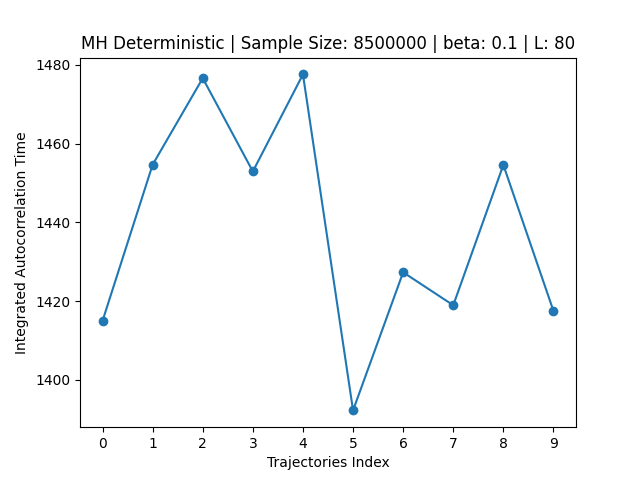 MH Deterministic | Sample Size: 8500000 | beta: 0.1 | L: 80
1480
1460
1440
1420
1400
Integrated Autocorrelation Time
0 1 2 3 4 5 6 7 8 9
Trajectories Index